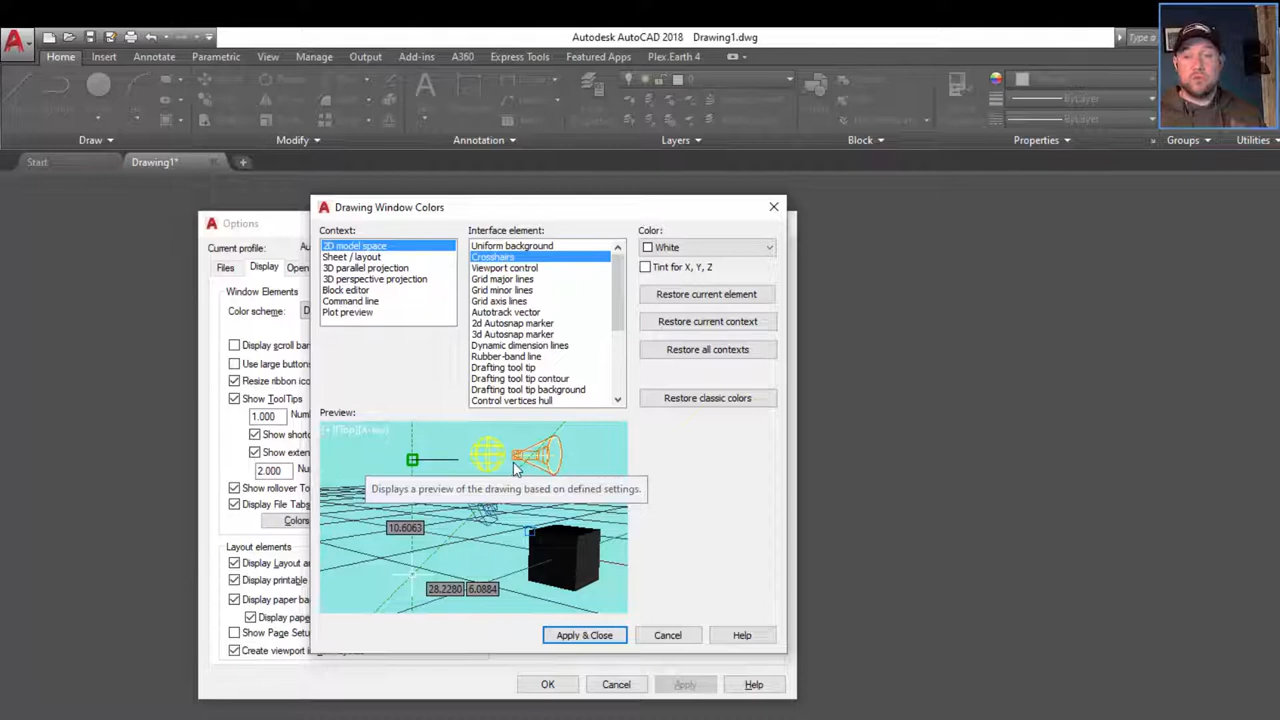 Autodesk AutoCAD 2018 Drawing1.dwg
Type a
Home Insert Annotate Parametric View Manage Output Add-ins A360 Express Tools Featured Apps Plex.Earth 4
0
ByLayer
ByLayer
Draw Modify Annotation Layers Block Properties Groups Utilities
Start Drawing1*
Drawing Window Colors
Options
Context:
2D model space
Sheet / layout
3D parallel projection
3D perspective projection
Block editor
Command line
Plot preview
Interface element:
Uniform background
Crosshairs
Viewport control
Grid major lines
Grid minor lines
Grid axis lines
Autotrack vector
2d Autosnap marker
3d Autosnap marker
Dynamic dimension lines
Rubber-band line
Drafting tool tip
Drafting tool tip contour
Drafting tool tip background
Control vertices hull
Color:
White
Tint for X, Y, Z
Restore current element
Restore current context
Restore all contexts
Restore classic colors
Preview:
Displays a preview of the drawing based on defined settings.
10.6063
28.2280 6.0884
Apply & Close Cancel Help
Current profile:
Files Display Open
Window Elements
Color scheme: D
Display scroll bar
Use large buttons
Resize ribbon ico
Show ToolTips
1.000
Show short
Show exten
2.000
Show rollover To
Display File Tabs
Colors
Layout elements
Display Layout a
Display printable
Display paper ba
Display pape
Show Page Setu
Create viewport i
OK Cancel Apply Help